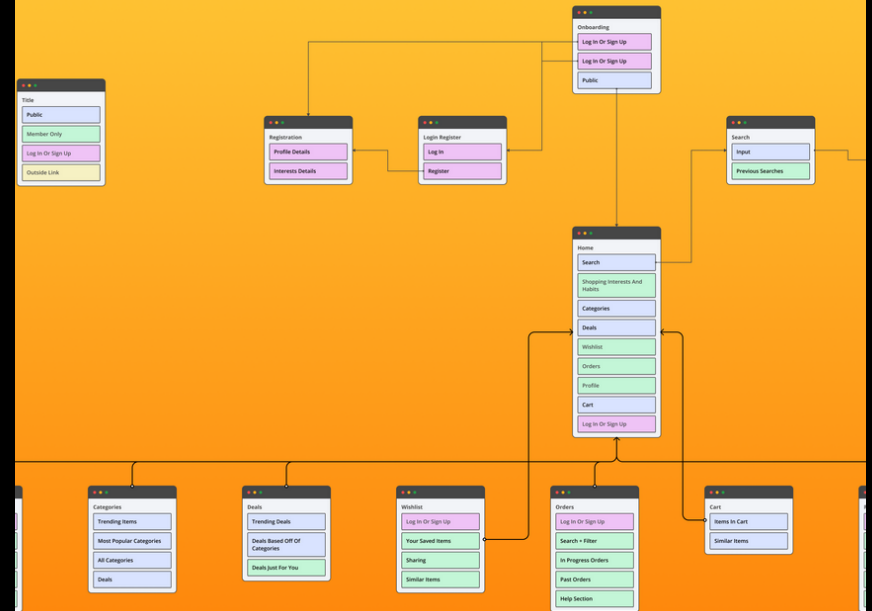 Onboarding
Log In Or Sign Up
Log In Or Sign Up
Public
Title
Public
Member Only
Log In Or Sign Up
Outside Link
Registration
Profile Details
Interests Details
Login Register
Log In
Register
Search
Input
Previous Searches
Home
Search
Shopping Interests And
Habits
Categories
Deals
Wishlist
Orders
Profile
Cart
Log In Or Sign Up
Categories
Trending Items
Most Popular Categories
All Categories
Deals
Deals
Trending Deals
Deals Based Off Of
Categories
Deals Just For You
Wishlist
Log In Or Sign Up
Your Saved Items
Sharing
Similar Items
Orders
Log In Or Sign Up
Search + Filter
In Progress Orders
Past Orders
Help Section
Cart
Items In Cart
Similar Items